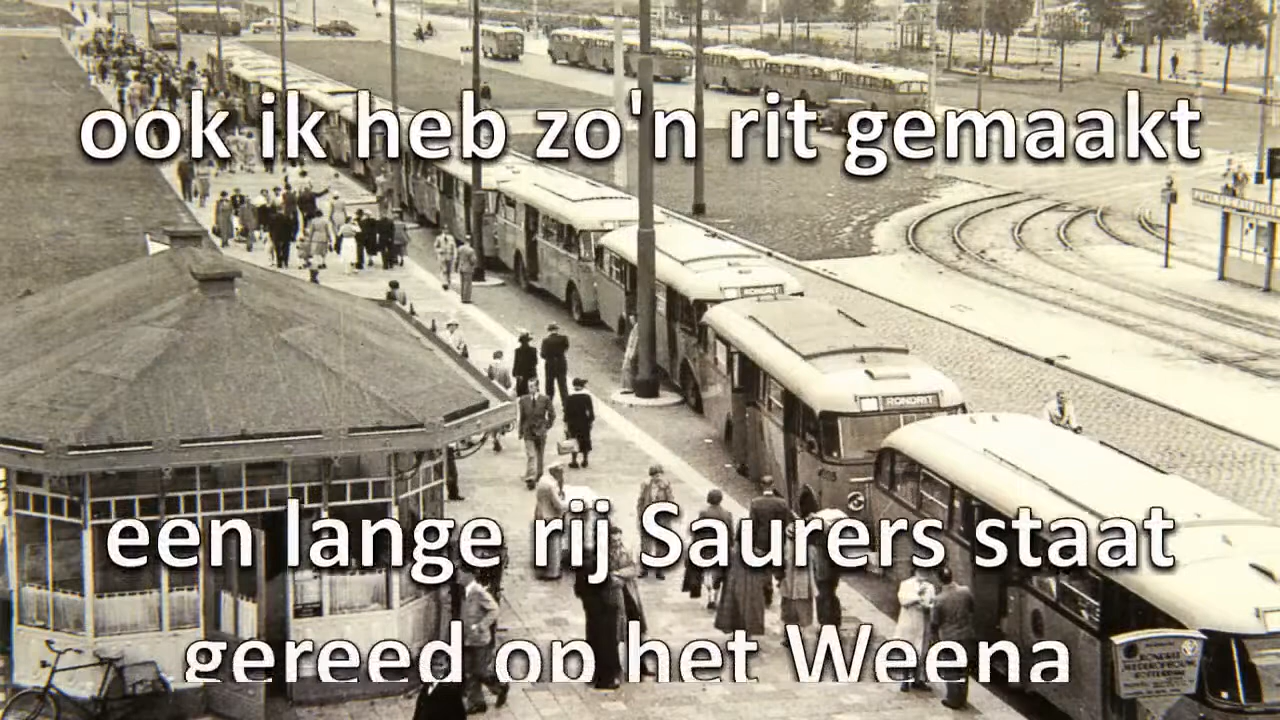 ook ik heb zo'n rit gemaakt
RONDRIT
RONDRIT
een lange rij Saurers staat
gereed op het Weena